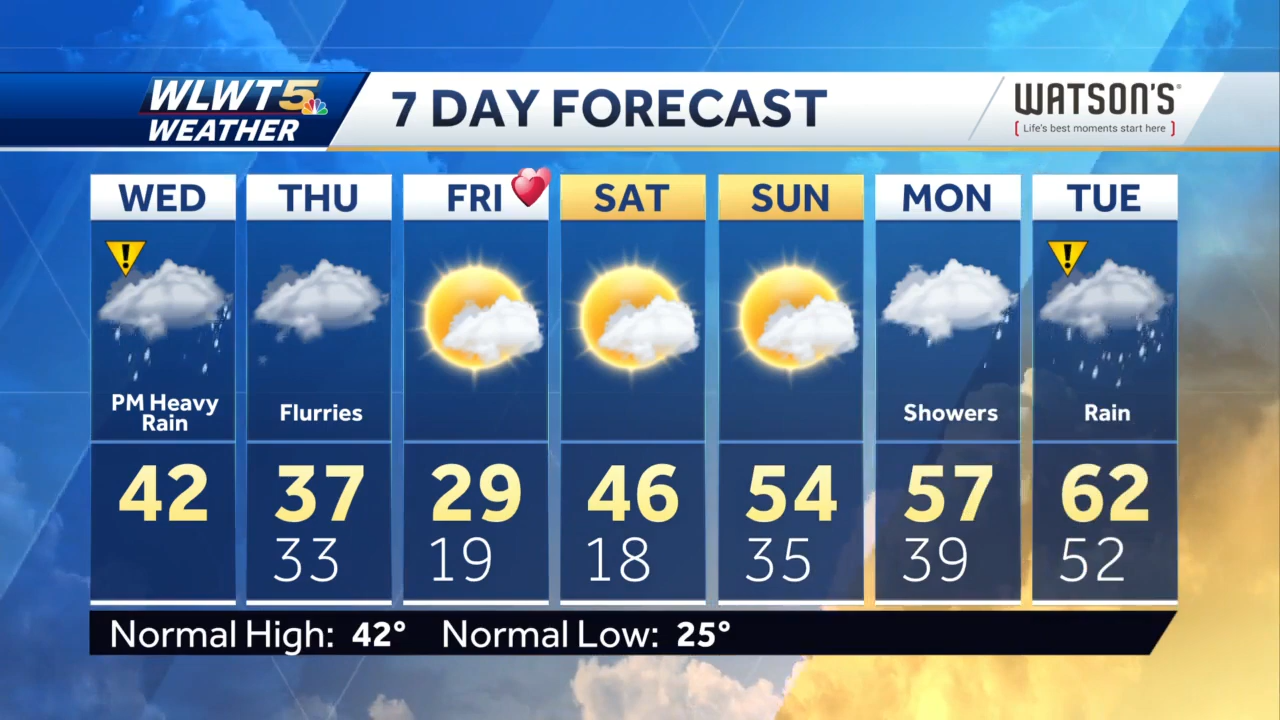 WLWT5
WEATHER
7 DAY FORECAST
WATSON'S®
[ Life's best moments start here ]
WED THU FRI SAT SUN MON TUE
!
!
PM Heavy
Rain
Flurries
Showers
Rain
42 37 29 46 54 57 62
33 19 18 35 39 52
Normal High: 42° Normal Low: 25°